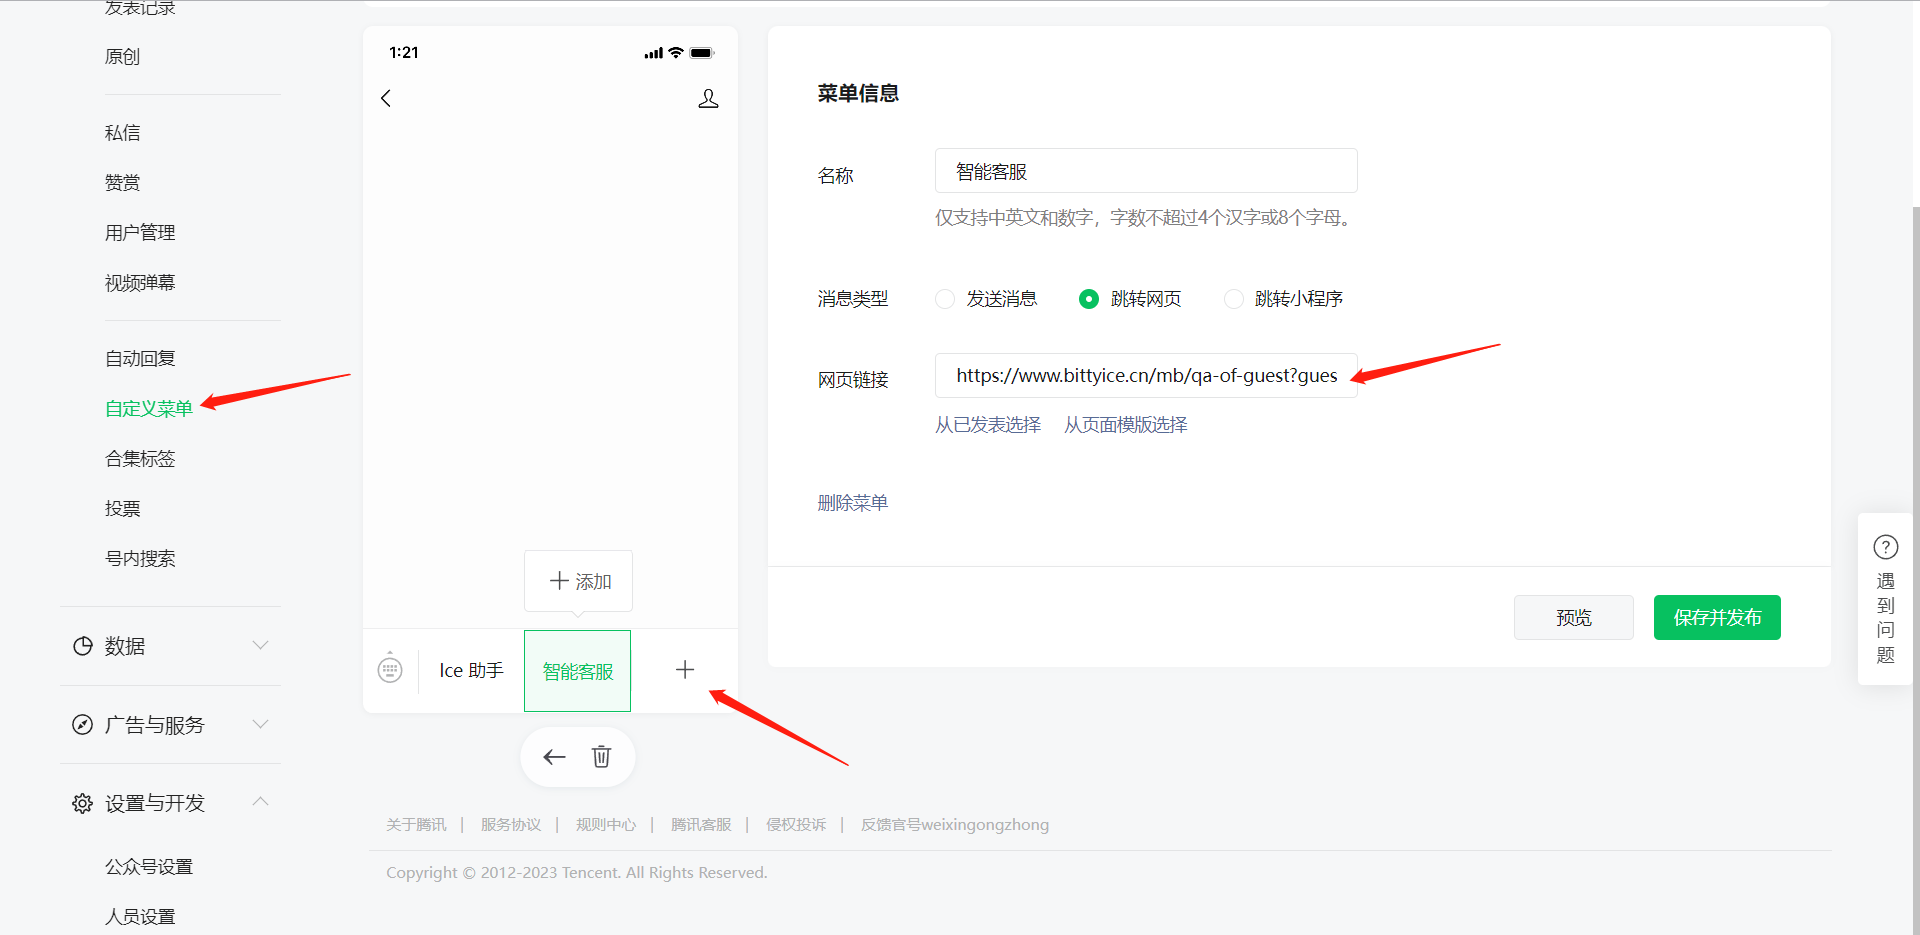 发表记录
原创
私信
赞赏
用户管理
视频弹幕
自动回复
自定义菜单
合集标签
投票
号内搜索
数据
广告与服务
设置与开发
公众号设置
人员设置
1:21
添加
Ice 助手
智能客服
菜单信息
名称
智能客服
仅支持中英文和数字，字数不超过4个汉字或8个字母。
消息类型
发送消息 跳转网页 跳转小程序
网页链接
https://www.bittyice.cn/mb/qa-of-guest?gues
从已发表选择 从页面模版选择
删除菜单
预览 保存并发布
遇到问题
关于腾讯 | 服务协议 | 规则中心 | 腾讯客服 | 侵权投诉 | 反馈官号weixingongzhong
Copyright © 2012-2023 Tencent. All Rights Reserved.